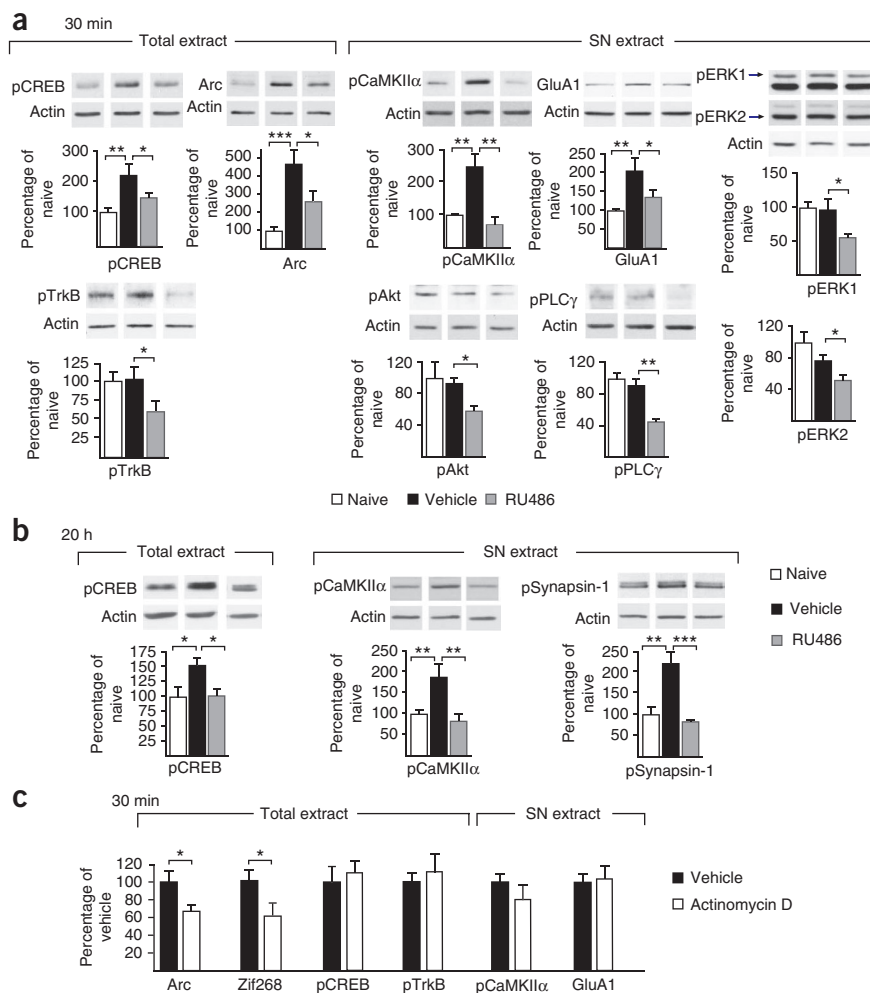 a
30 min
Total extract
SN extract
pCREB
Actin
Arc
Actin
pCaMKIIα
Actin
GluA1
Actin
pERK1
pERK2
Actin
Percentage of naive
300
200
100
** *
pCREB
Percentage of naive
500
400
300
200
100
*** *
Arc
Percentage of naive
300
200
100
** **
pCaMKIIα
Percentage of naive
250
200
150
100
50
** *
GluA1
Percentage of naive
150
100
50
*
pERK1
pTrkB
Actin
pAkt
Actin
pPLCγ
Actin
Percentage of naive
125
100
75
50
25
*
pTrkB
Percentage of naive
120
80
40
*
pAkt
Percentage of naive
120
80
40
**
pPLCγ
Percentage of naive
120
80
40
*
pERK2
Naive Vehicle RU486
b
20 h
Total extract
SN extract
pCREB
Actin
pCaMKIIα
Actin
pSynapsin-1
Actin
Naive
Vehicle
RU486
Percentage of naive
175
150
125
100
75
50
25
* *
pCREB
Percentage of naive
250
200
150
100
50
** **
pCaMKIIα
Percentage of naive
250
200
150
100
50
** ***
pSynapsin-1
c
30 min
Total extract
SN extract
Percentage of vehicle
120
100
80
60
40
20
* *
Arc Zif268 pCREB pTrkB pCaMKIIα GluA1
Vehicle
Actinomycin D